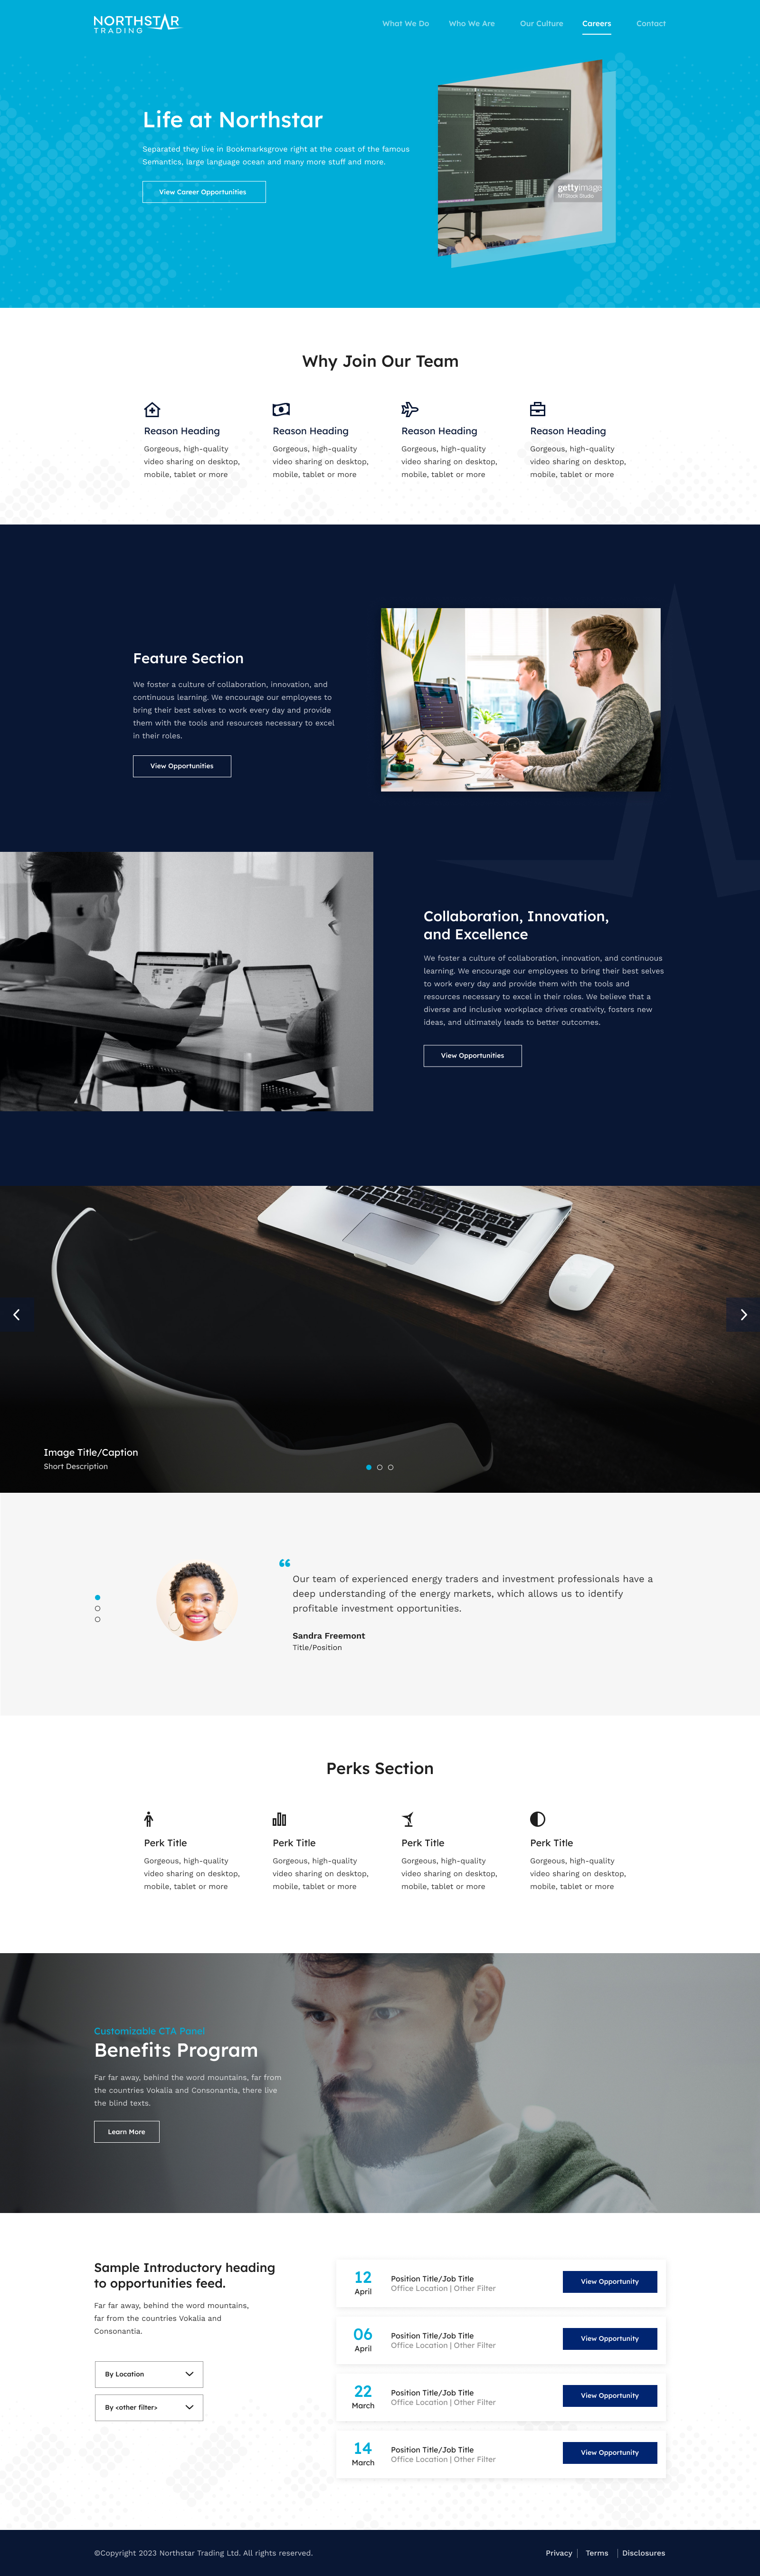 NORTHSTAR
TRADING
What We Do
Who We Are
Our Culture
Careers
Contact
Life at Northstar
Separated they live in Bookmarksgrove right at the coast of the famous
Semantics, large language ocean and many more stuff and more.
View Career Opportunities
gettyimage
MTStock Studio
Why Join Our Team
Reason Heading
Gorgeous, high-quality
video sharing on desktop,
mobile, tablet or more
Reason Heading
Gorgeous, high-quality
video sharing on desktop,
mobile, tablet or more
Reason Heading
Gorgeous, high-quality
video sharing on desktop,
mobile, tablet or more
Reason Heading
Gorgeous, high-quality
video sharing on desktop,
mobile, tablet or more
Feature Section
We foster a culture of collaboration, innovation, and
continuous learning. We encourage our employees to
bring their best selves to work every day and provide
them with the tools and resources necessary to excel
in their roles.
View Opportunities
Collaboration, Innovation,
and Excellence
We foster a culture of collaboration, innovation, and continuous
learning. We encourage our employees to bring their best selves
to work every day and provide them with the tools and
resources necessary to excel in their roles. We believe that a
diverse and inclusive workplace drives creativity, fosters new
ideas, and ultimately leads to better outcomes.
View Opportunities
Image Title/Caption
Short Description
“
Our team of experienced energy traders and investment professionals have a
deep understanding of the energy markets, which allows us to identify
profitable investment opportunities.
Sandra Freemont
Title/Position
Perks Section
Perk Title
Gorgeous, high-quality
video sharing on desktop,
mobile, tablet or more
Perk Title
Gorgeous, high-quality
video sharing on desktop,
mobile, tablet or more
Perk Title
Gorgeous, high-quality
video sharing on desktop,
mobile, tablet or more
Perk Title
Gorgeous, high-quality
video sharing on desktop,
mobile, tablet or more
Customizable CTA Panel
Benefits Program
Far far away, behind the word mountains, far from
the countries Vokalia and Consonantia, there live
the blind texts.
Learn More
Sample Introductory heading
to opportunities feed.
Far far away, behind the word mountains,
far from the countries Vokalia and
Consonantia.
By Location
By <other filter>
12
April
Position Title/Job Title
Office Location | Other Filter
View Opportunity
06
April
Position Title/Job Title
Office Location | Other Filter
View Opportunity
22
March
Position Title/Job Title
Office Location | Other Filter
View Opportunity
14
March
Position Title/Job Title
Office Location | Other Filter
View Opportunity
©Copyright 2023 Northstar Trading Ltd. All rights reserved.
Privacy | Terms | Disclosures